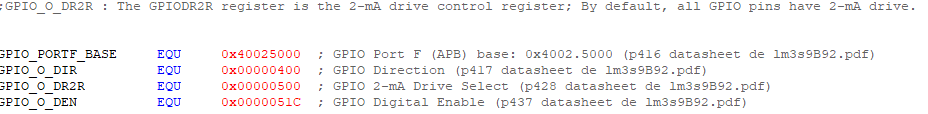 ;GPIO_O_DR2R : The GPIODR2R register is the 2-mA drive control register; By default, all GPIO pins have 2-mA drive.
GPIO_PORTF_BASE EQU 0x40025000 ; GPIO Port F (APB) base: 0x4002.5000 (p416 datasheet de lm3s9B92.pdf)
GPIO_O_DIR EQU 0x00000400 ; GPIO Direction (p417 datasheet de lm3s9B92.pdf)
GPIO_O_DR2R EQU 0x00000500 ; GPIO 2-mA Drive Select (p428 datasheet de lm3s9B92.pdf)
GPIO_O_DEN EQU 0x0000051C ; GPIO Digital Enable (p437 datasheet de lm3s9B92.pdf)